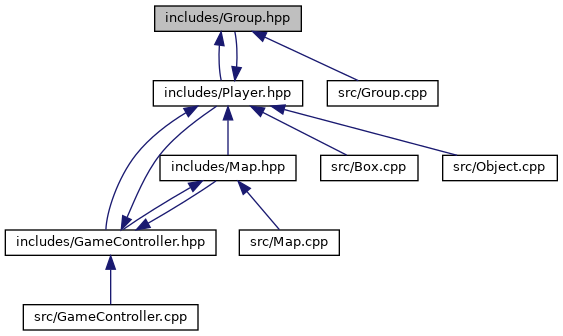 includes/Group.hpp
includes/Player.hpp
src/Group.cpp
includes/Map.hpp
src/Box.cpp
src/Object.cpp
includes/GameController.hpp
src/Map.cpp
src/GameController.cpp